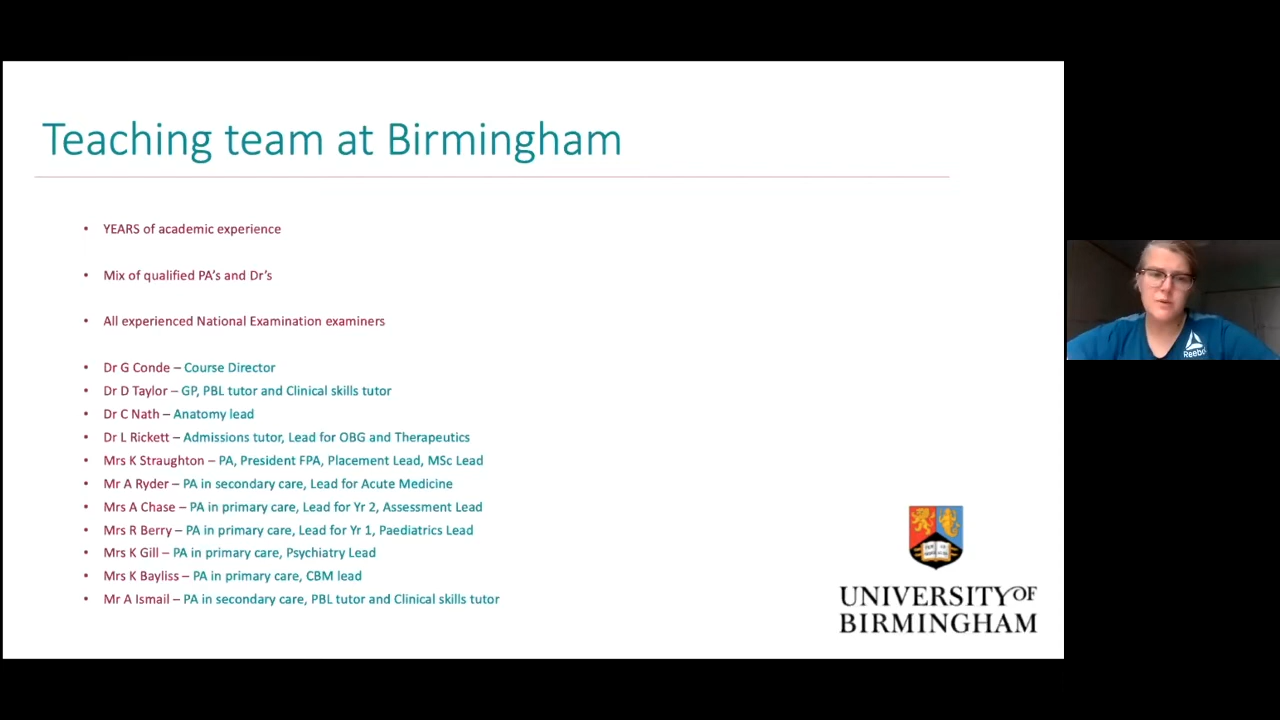 Teaching team at Birmingham
• YEARS of academic experience
• Mix of qualified PA's and Dr's
• All experienced National Examination examiners
• Dr G Conde – Course Director
• Dr D Taylor – GP, PBL tutor and Clinical skills tutor
• Dr C Nath – Anatomy lead
• Dr L Rickett – Admissions tutor, Lead for OBG and Therapeutics
• Mrs K Straughton – PA, President FPA, Placement Lead, MSc Lead
• Mr A Ryder – PA in secondary care, Lead for Acute Medicine
• Mrs A Chase – PA in primary care, Lead for Yr 2, Assessment Lead
• Mrs R Berry – PA in primary care, Lead for Yr 1, Paediatrics Lead
• Mrs K Gill – PA in primary care, Psychiatry Lead
• Mrs K Bayliss – PA in primary care, CBM lead
• Mr A Ismail – PA in secondary care, PBL tutor and Clinical skills tutor
UNIVERSITY OF
BIRMINGHAM
Reebok